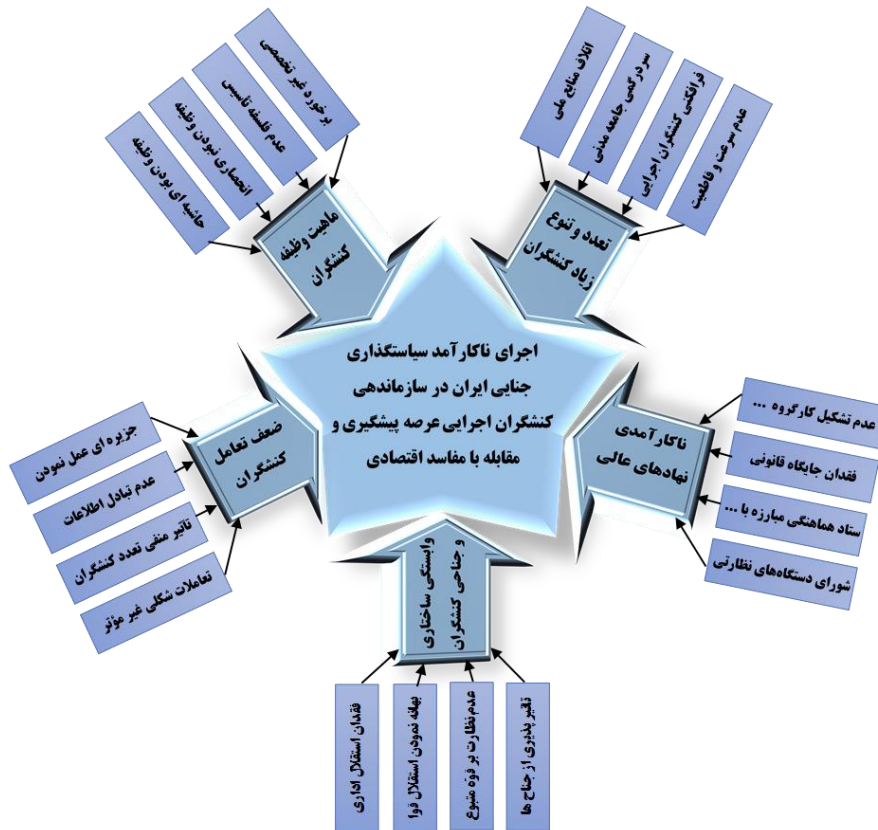 اجرای ناکارآمد سیاستگذاری
جنایی ایران در سازماندهی
کنشگران اجرایی عرصه پیشگیری و
مقابله با مفاسد اقتصادی
تعدد و تنوع
زیاد کنشگران
اتلاف منابع ملی
سردرگمی جامعه مدنی
فرافکنی کنشگران اجرایی
عدم سرعت و قاطعیت
ناکارآمدی
نهادهای عالی
عدم تشکیل کارگروه ...
فقدان جایگاه قانونی
ستاد هماهنگی مبارزه با ...
شورای دستگاه‌های نظارتی
وابستگی ساختاری
و جناحی کنشگران
تاثیر پذیری از جناح ها
عدم نظارت بر قوه متبوع
بهانه نمودن استقلال قوا
فقدان استقلال اداری
ضعف تعامل
کنشگران
جزیره ای عمل نمودن
عدم تبادل اطلاعات
تاثیر منفی تعدد کنشگران
تعاملات شکلی غیر مؤثر
ماهیت وظیفه
کنشگران
حاشیه ای بودن وظیفه
انحصاری نبودن وظیفه
عدم فلسفه تأسیس
برخورد غیر تخصصی